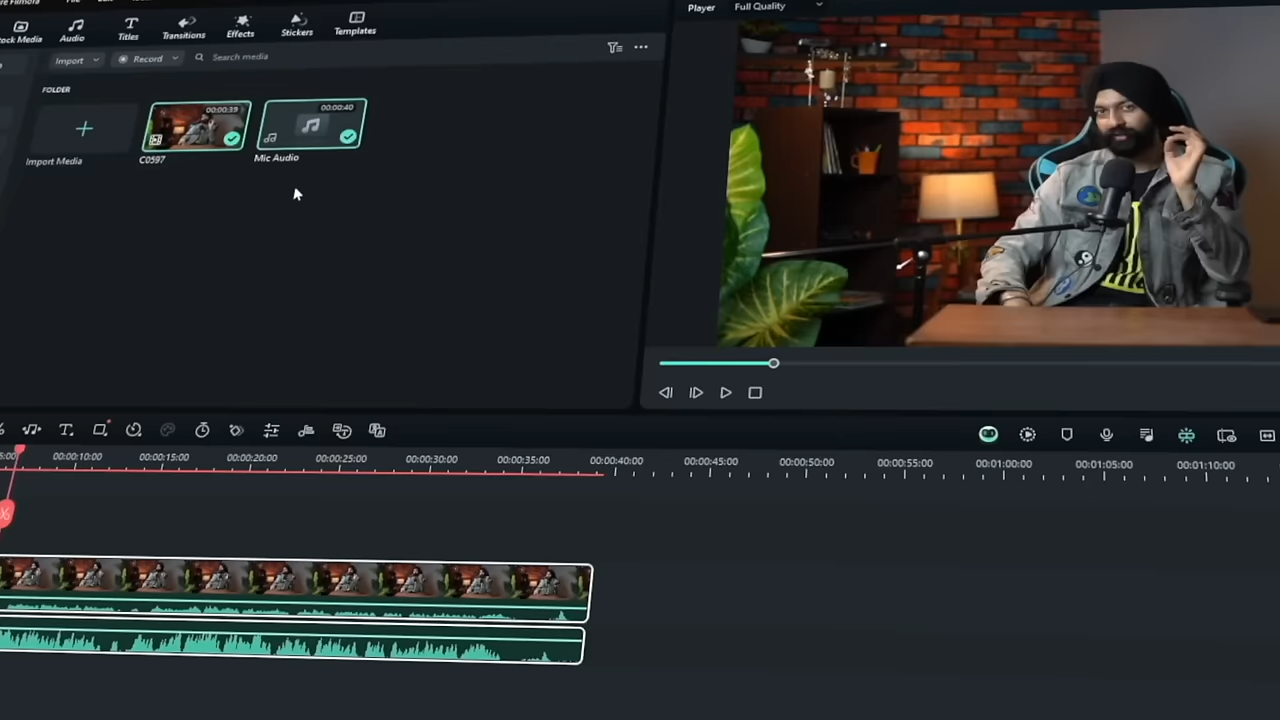 Filmora
Player
Full Quality
Stock Media
Audio
Titles
Transitions
Effects
Stickers
Templates
Import
Record
Search media
FOLDER
Import Media
00:00:39
C0597
00:00:40
Mic Audio
00:00:10:00
00:00:15:00
00:00:20:00
00:00:25:00
00:00:30:00
00:00:35:00
00:00:40:00
00:00:45:00
00:00:50:00
00:00:55:00
00:01:00:00
00:01:05:00
00:01:10:00